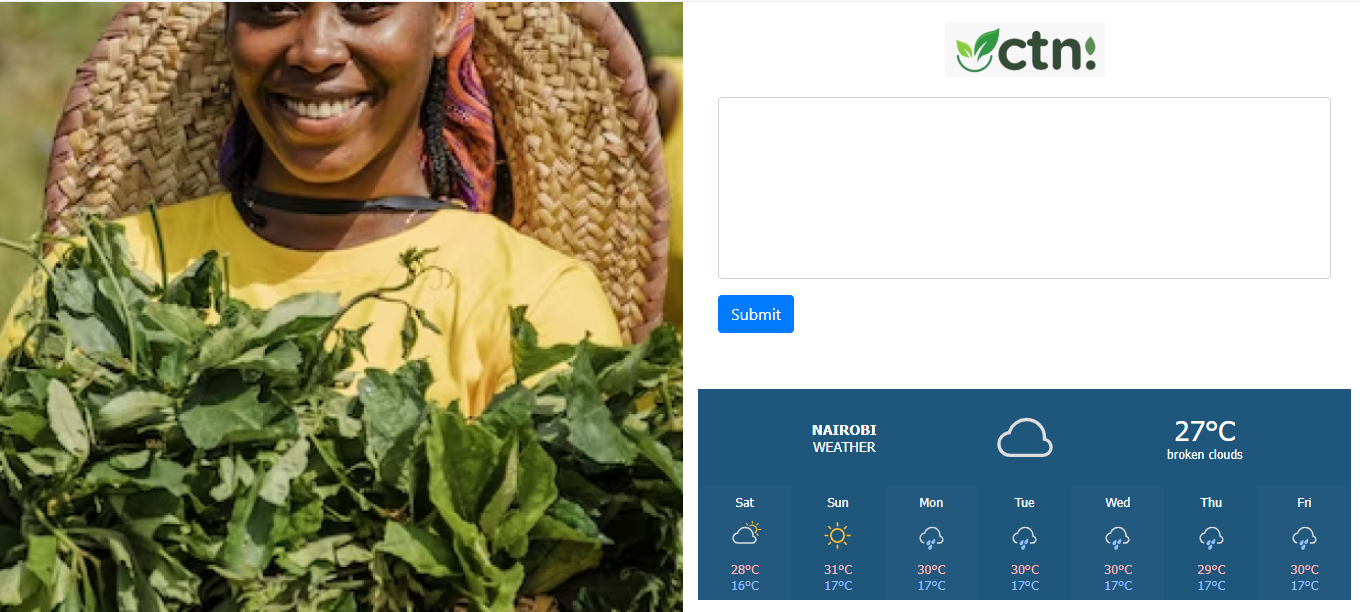 ctn!
Submit
NAIROBI
WEATHER
27°C
broken clouds
Sat Sun Mon Tue Wed Thu Fri
28°C 31°C 30°C 30°C 30°C 29°C 30°C
16°C 17°C 17°C 17°C 17°C 17°C 17°C